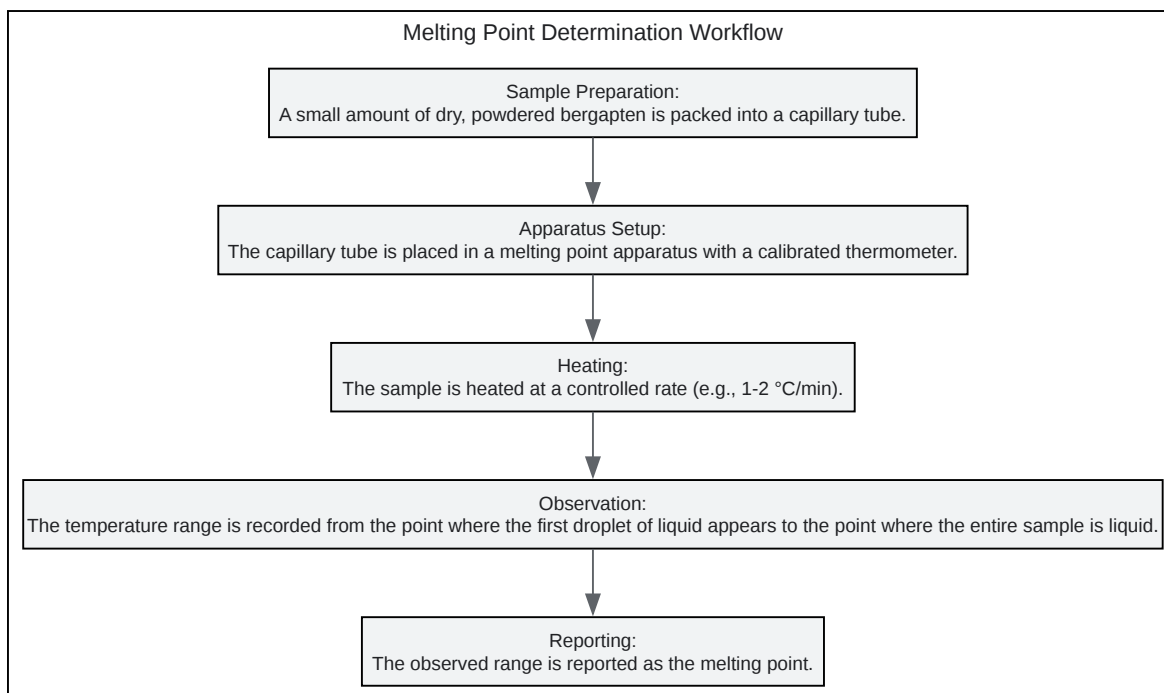 Melting Point Determination Workflow
Sample Preparation:
A small amount of dry, powdered bergapten is packed into a capillary tube.
Apparatus Setup:
The capillary tube is placed in a melting point apparatus with a calibrated thermometer.
Heating:
The sample is heated at a controlled rate (e.g., 1-2 °C/min).
Observation:
The temperature range is recorded from the point where the first droplet of liquid appears to the point where the entire sample is liquid.
Reporting:
The observed range is reported as the melting point.